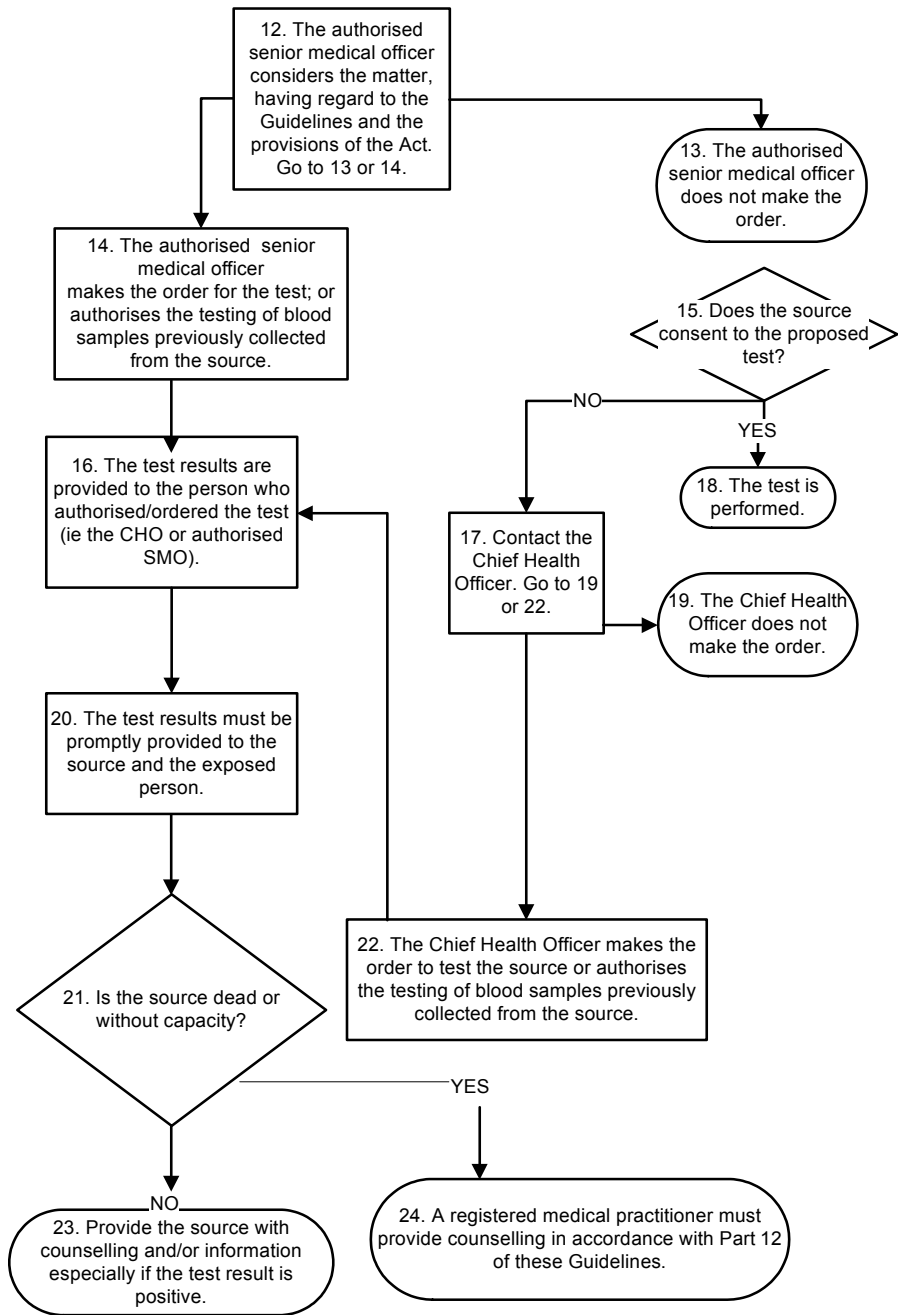 12. The authorised
senior medical officer
considers the matter,
having regard to the
Guidelines and the
provisions of the Act.
Go to 13 or 14.
13. The authorised
senior medical officer
does not make the
order.
14. The authorised senior
medical officer
makes the order for the test; or
authorises the testing of blood
samples previously collected
from the source.
15. Does the source
consent to the proposed
test?
NO
YES
16. The test results are
provided to the person who
authorised/ordered the test
(ie the CHO or authorised
SMO).
17. Contact the
Chief Health
Officer. Go to 19
or 22.
18. The test is
performed.
19. The Chief Health
Officer does not
make the order.
20. The test results must be
promptly provided to the
source and the exposed
person.
21. Is the source dead or
without capacity?
22. The Chief Health Officer makes the
order to test the source or authorises
the testing of blood samples previously
collected from the source.
YES
NO
23. Provide the source with
counselling and/or information
especially if the test result is
positive.
24. A registered medical practitioner must
provide counselling in accordance with Part 12
of these Guidelines.